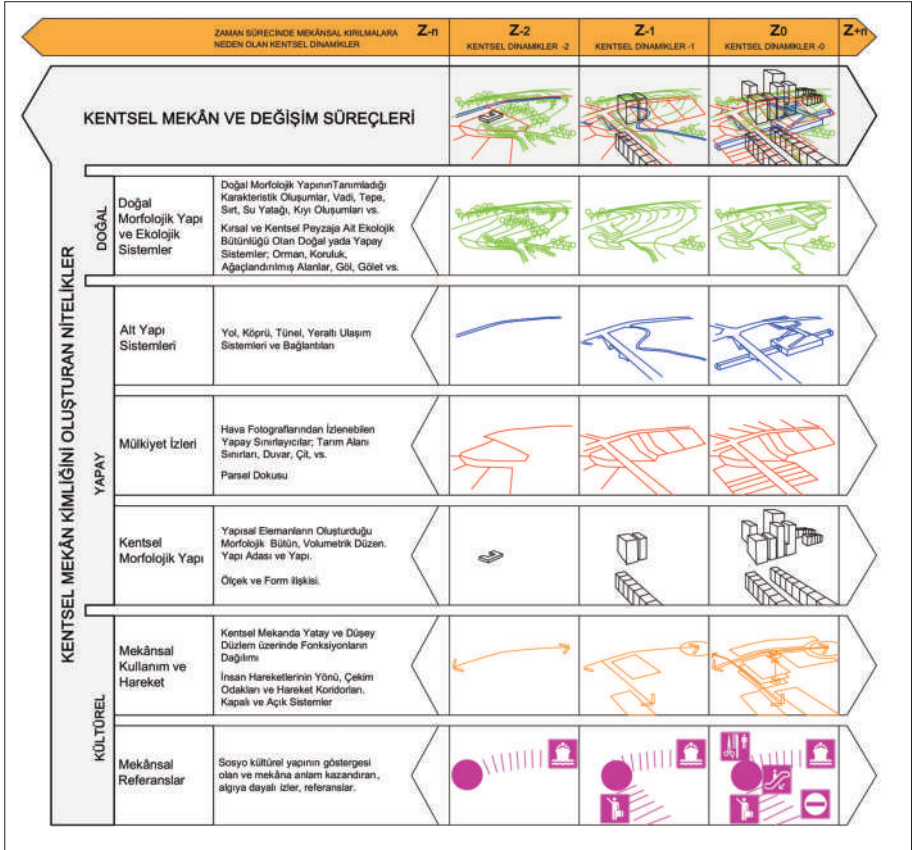 ZAMAN SÜRECİNDE MEKÂNSAL KIRILMALARA
NEDEN OLAN KENTSEL DİNAMİKLER
Z-n
Z-2
KENTSEL DİNAMİKLER -2
Z-1
KENTSEL DİNAMİKLER -1
Z0
KENTSEL DİNAMİKLER -0
Z+n
KENTSEL MEKÂN VE DEĞİŞİM SÜREÇLERİ
KENTSEL MEKÂN KİMLİĞİNİ OLUŞTURAN NİTELİKLER
DOĞAL
Doğal
Morfolojik Yapı
ve Ekolojik
Sistemler
Doğal Morfolojik YapınınTanımladığı
Karakteristik Oluşumlar, Vadi, Tepe,
Sırt, Su Yatağı, Kıyı Oluşumları vs.
Kırsal ve Kentsel Peyzaja Ait Ekolojik
Bütünlüğü Olan Doğal yada Yapay
Sistemler; Orman, Koruluk,
Ağaçlandırılmış Alanlar, Göl, Gölet vs.
YAPAY
Alt Yapı
Sistemleri
Yol, Köprü, Tünel, Yeraltı Ulaşım
Sistemleri ve Bağlantıları
Mülkiyet İzleri
Hava Fotograflarından İzlenebilen
Yapay Sınırlayıcılar; Tarım Alanı
Sınırları, Duvar, Çit, vs.
Parsel Dokusu
Kentsel
Morfolojik Yapı
Yapısal Elemanların Oluşturduğu
Morfolojik Bütün, Volumetrik Düzen.
Yapı Adası ve Yapı.
Ölçek ve Form ilişkisi.
KÜLTÜREL
Mekânsal
Kullanım ve
Hareket
Kentsel Mekanda Yatay ve Düşey
Düzlem üzerinde Fonksiyonların
Dağılımı
İnsan Hareketlerinin Yönü, Çekim
Odakları ve Hareket Koridorları.
Kapalı ve Açık Sistemler
Mekânsal
Referanslar
Sosyo kültürel yapının göstergesi
olan ve mekâna anlam kazandıran,
algıya dayalı izler, referanslar.